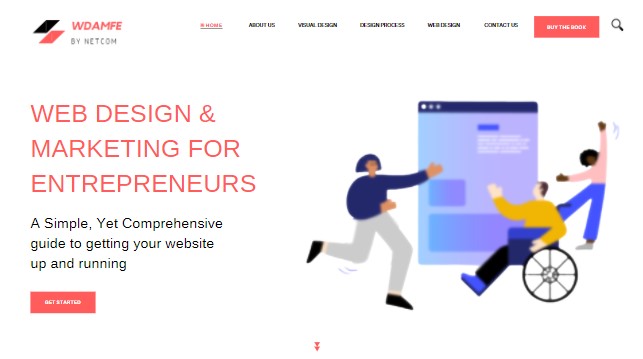 WDAMFE
BY NETCOM
HOME
ABOUT US
VISUAL DESIGN
DESIGN PROCESS
WEB DESIGN
CONTACT US
BUY THE BOOK
WEB DESIGN &
MARKETING FOR
ENTREPRENEURS
A Simple, Yet Comprehensive
guide to getting your website
up and running
GET STARTED